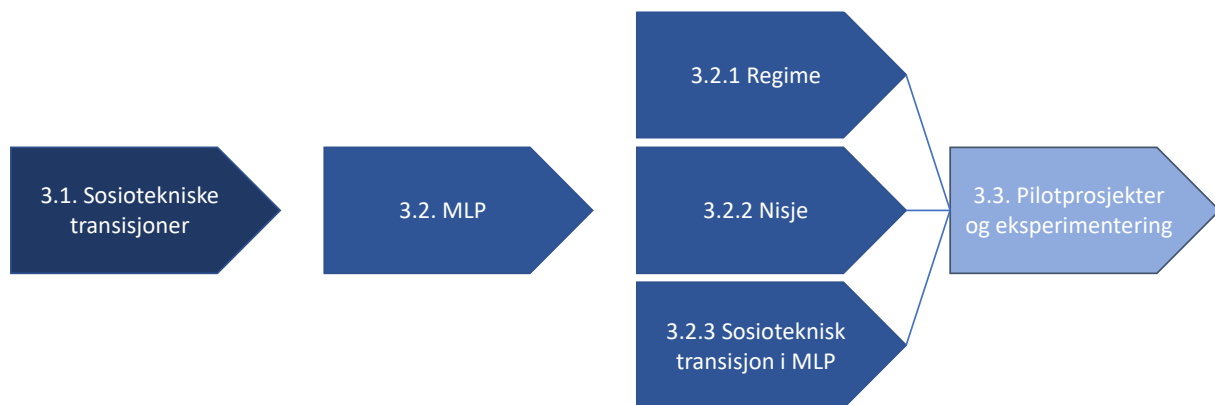 3.1. Sosiotekniske
transisjoner
3.2. MLP
3.2.1 Regime
3.2.2 Nisje
3.2.3 Sosioteknisk
transisjon i MLP
3.3. Pilotprosjekter
og eksperimentering